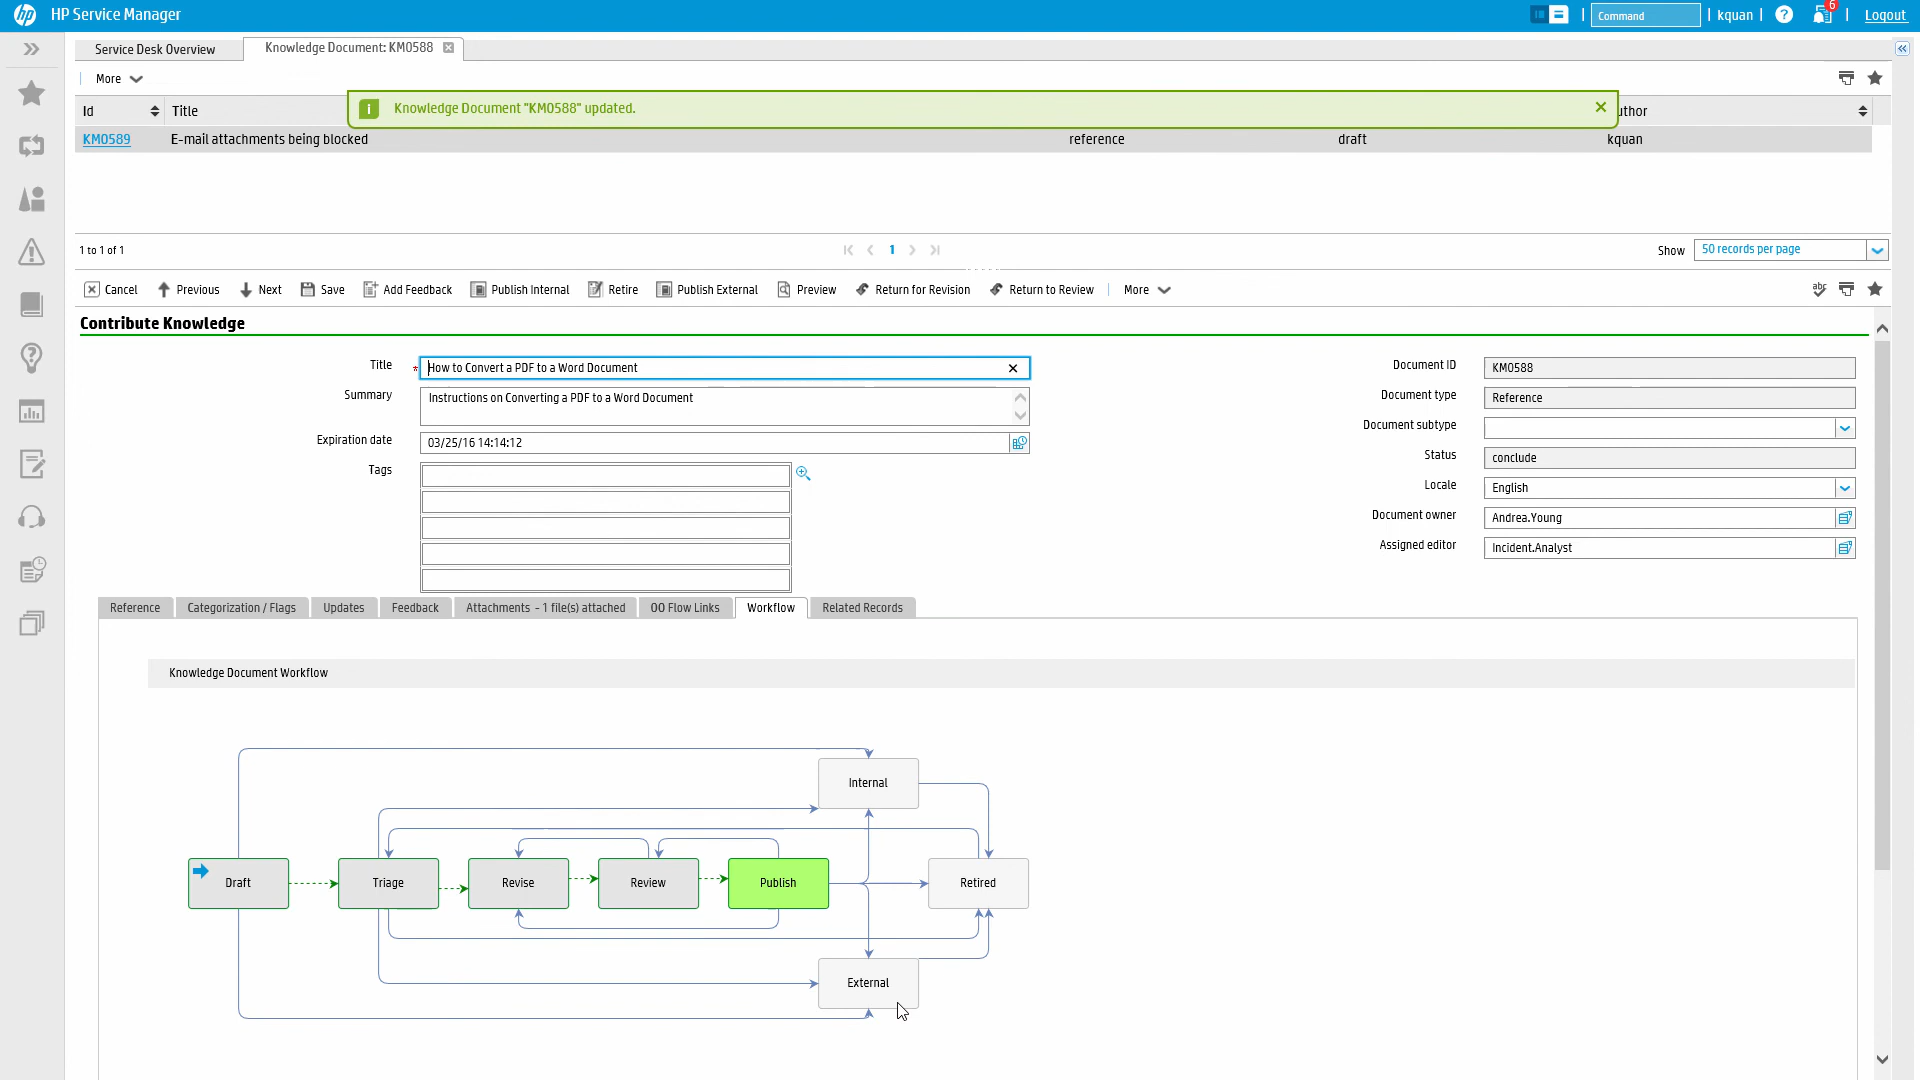 HP Service Manager
Command
kquan
6
Logout
Service Desk Overview
Knowledge Document: KM0588
More
Id
Title
Knowledge Document "KM0588" updated.
uthor
KM0589
E-mail attachments being blocked
reference
draft
kquan
1 to 1 of 1
1
Show
50 records per page
Cancel
Previous
Next
Save
Add Feedback
Publish Internal
Retire
Publish External
Preview
Return for Revision
Return to Review
More
abc
Contribute Knowledge
Title
* How to Convert a PDF to a Word Document
Summary
Instructions on Converting a PDF to a Word Document
Expiration date
03/25/16 14:14:12
Tags
Document ID
KM0588
Document type
Reference
Document subtype
Status
conclude
Locale
English
Document owner
Andrea.Young
Assigned editor
Incident.Analyst
Reference
Categorization / Flags
Updates
Feedback
Attachments - 1 file(s) attached
OO Flow Links
Workflow
Related Records
Knowledge Document Workflow
Internal
Draft
Triage
Revise
Review
Publish
Retired
External